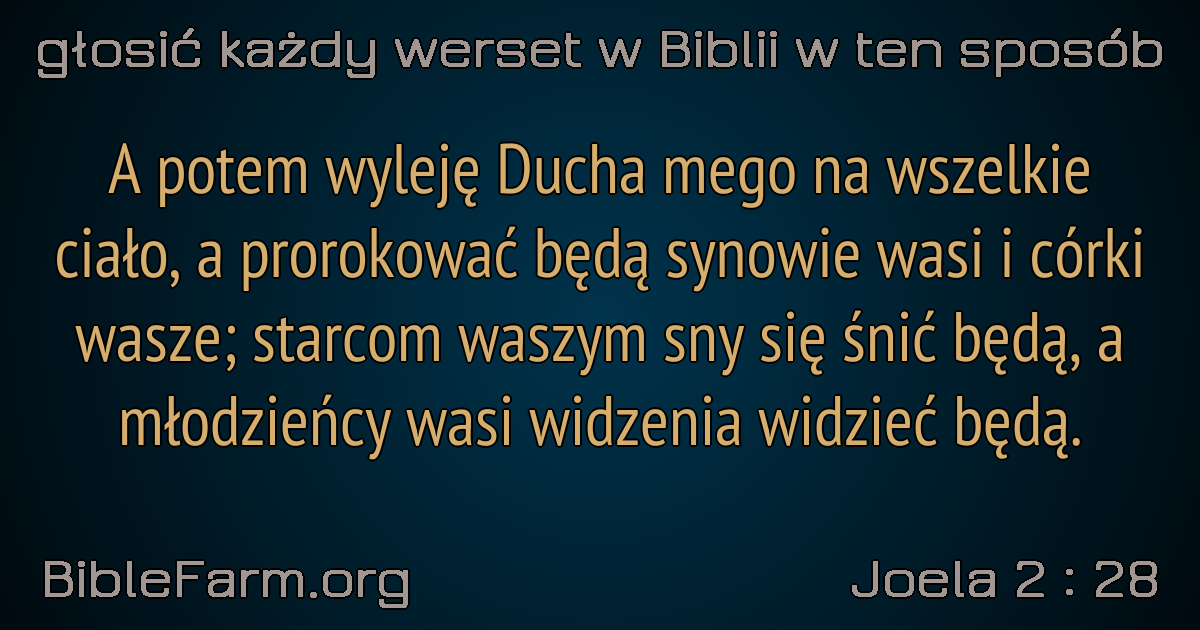 głosić każdy werset w Biblii w ten sposób
A potem wyleję Ducha mego na wszelkie
ciało, a prorokować będą synowie wasi i córki
wasze; starcom waszym sny się śnić będą, a
młodzieńcy wasi widzenia widzieć będą.
BibleFarm.org
Joela 2 : 28